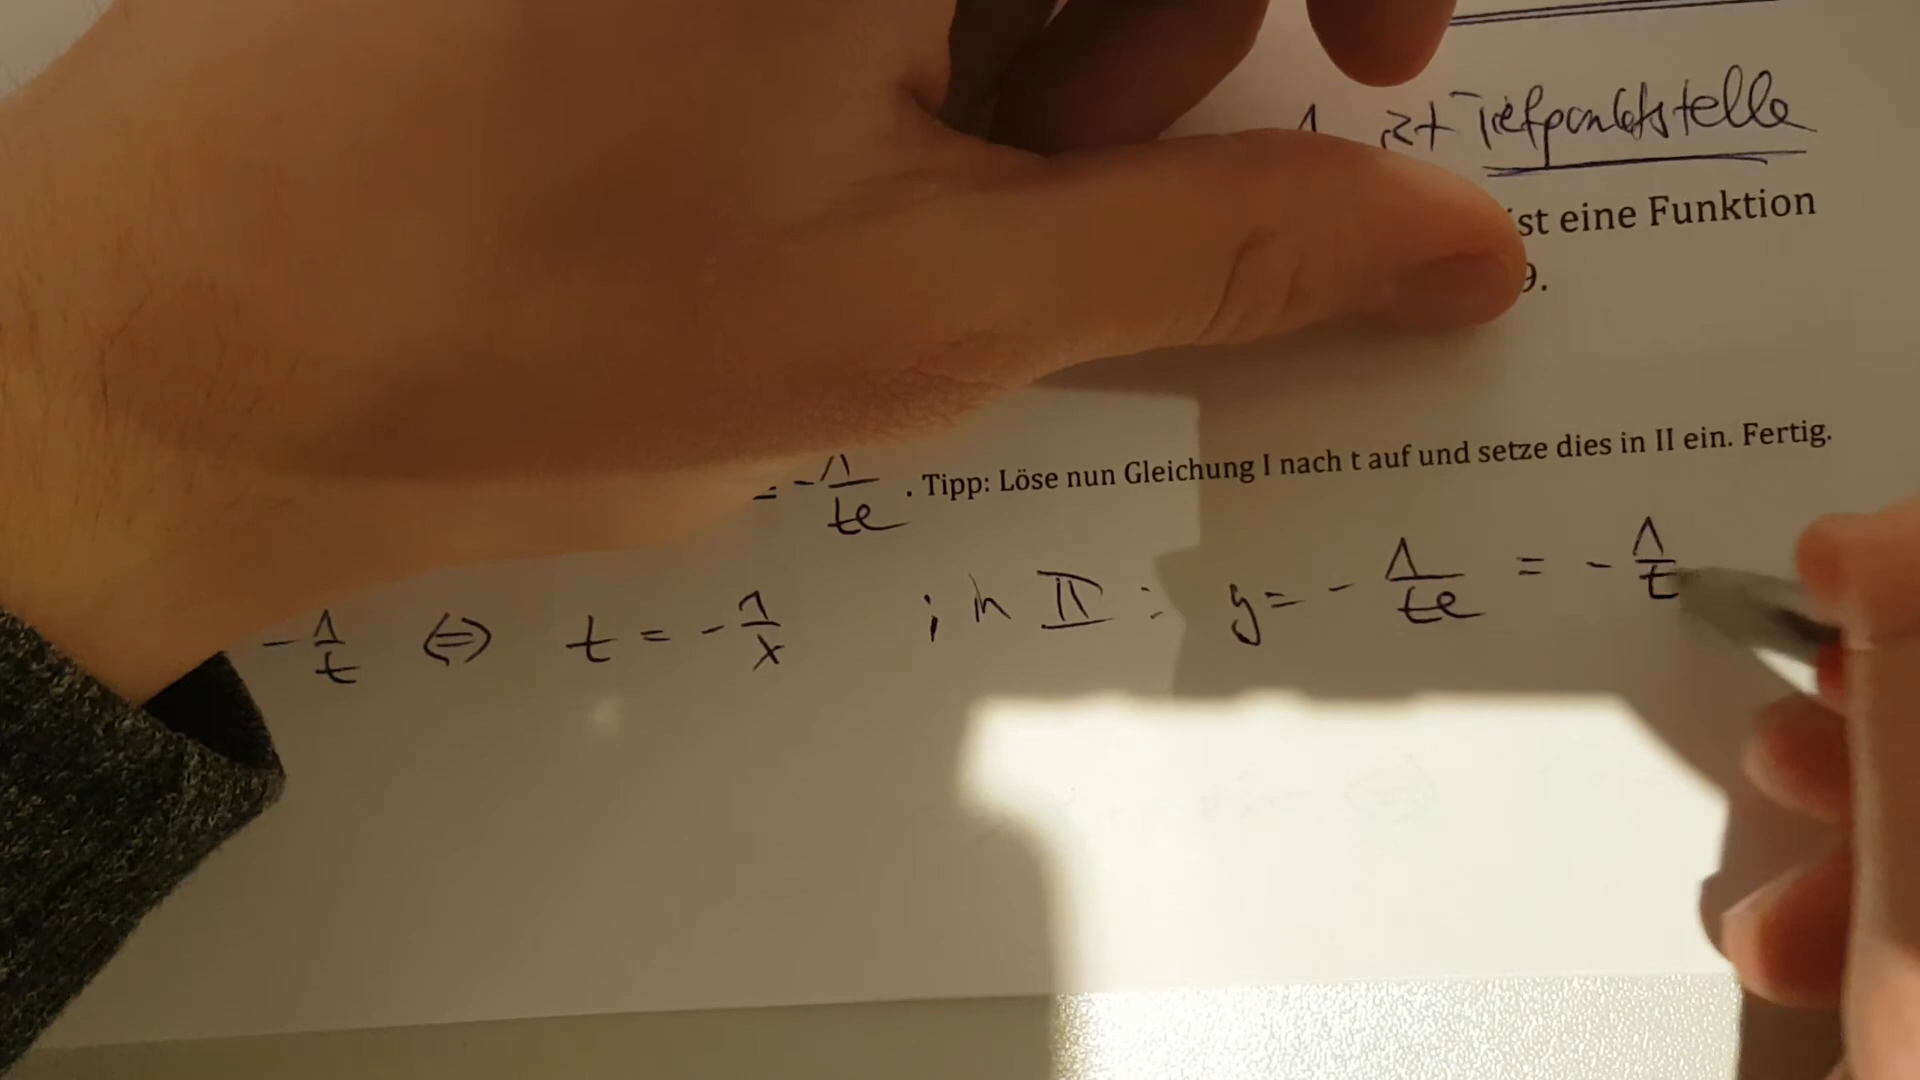 zt Tiefpunktstelle
ist eine Funktion
9.
= - 1/te . Tipp: Löse nun Gleichung I nach t auf und setze dies in II ein. Fertig.
- 1/t ⇔ t = - 1/x ; in II : y = - 1/te = - 1/t